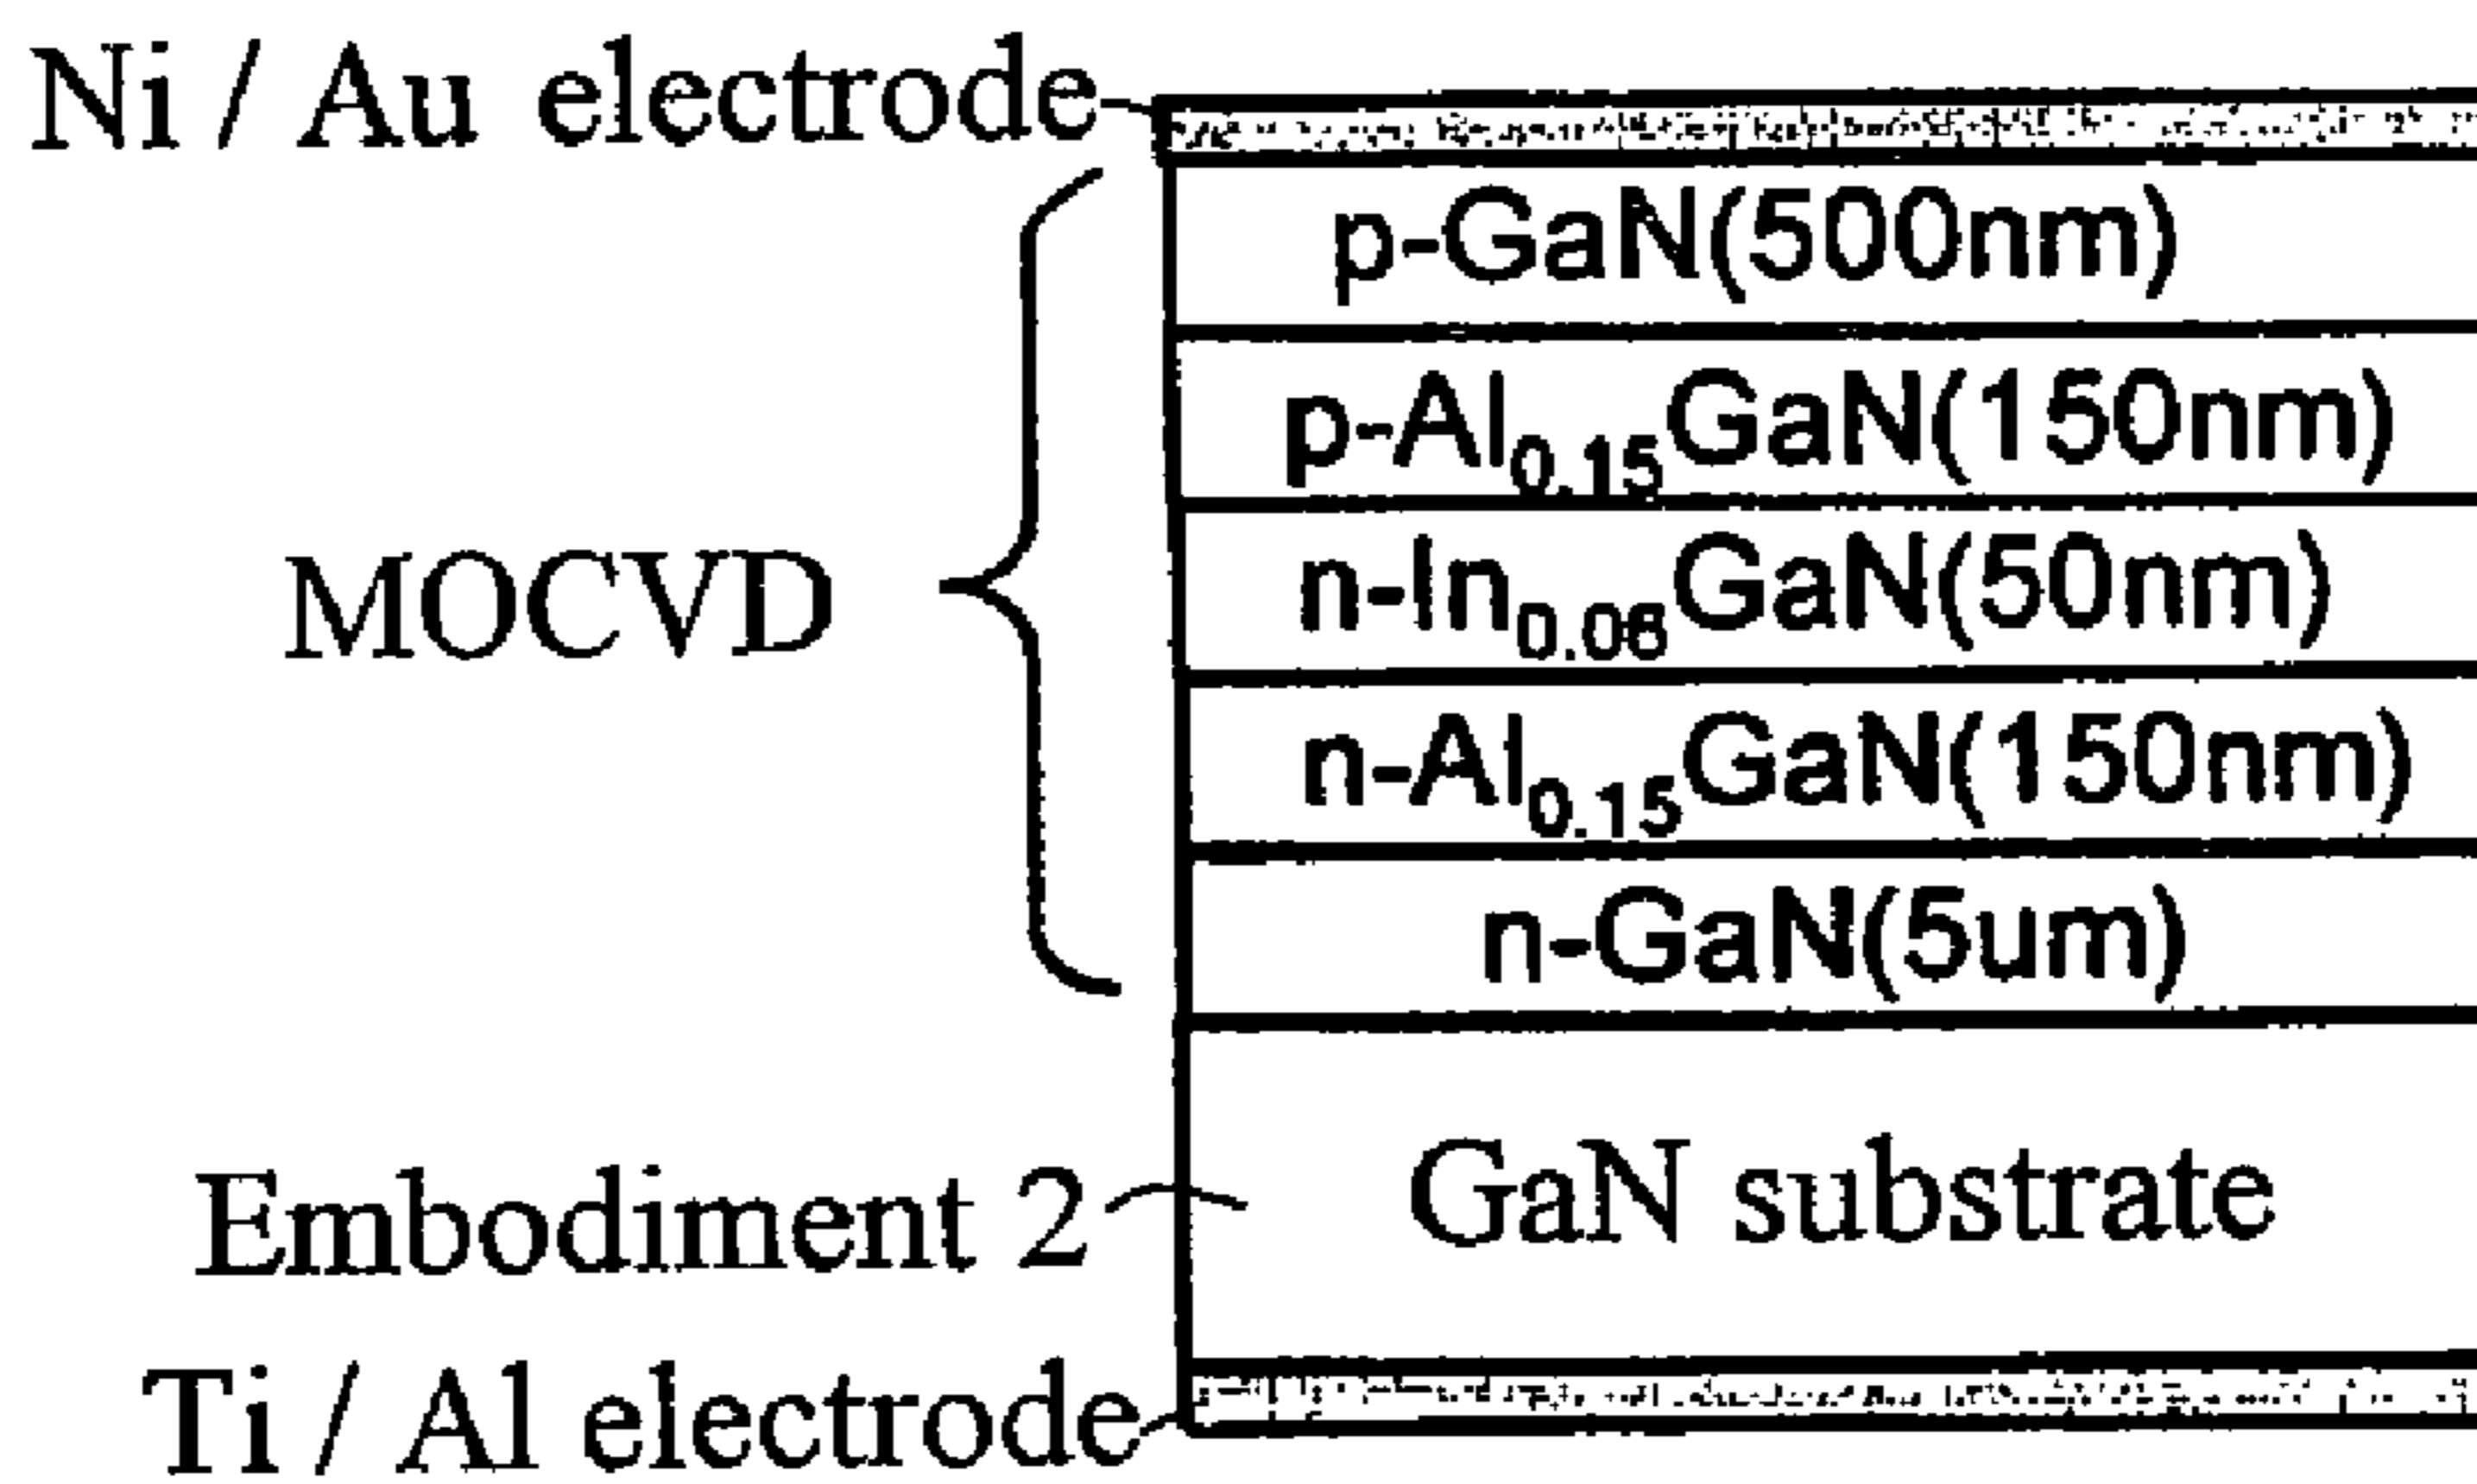 Ni / Au electrode
p-GaN(500nm)
p-Al0.15GaN(150nm)
MOCVD
n-In0.06GaN(50nm)
n-Al0.15GaN(150nm)
n-GaN(5um)
Embodiment 2
GaN substrate
Ti / Al electrode